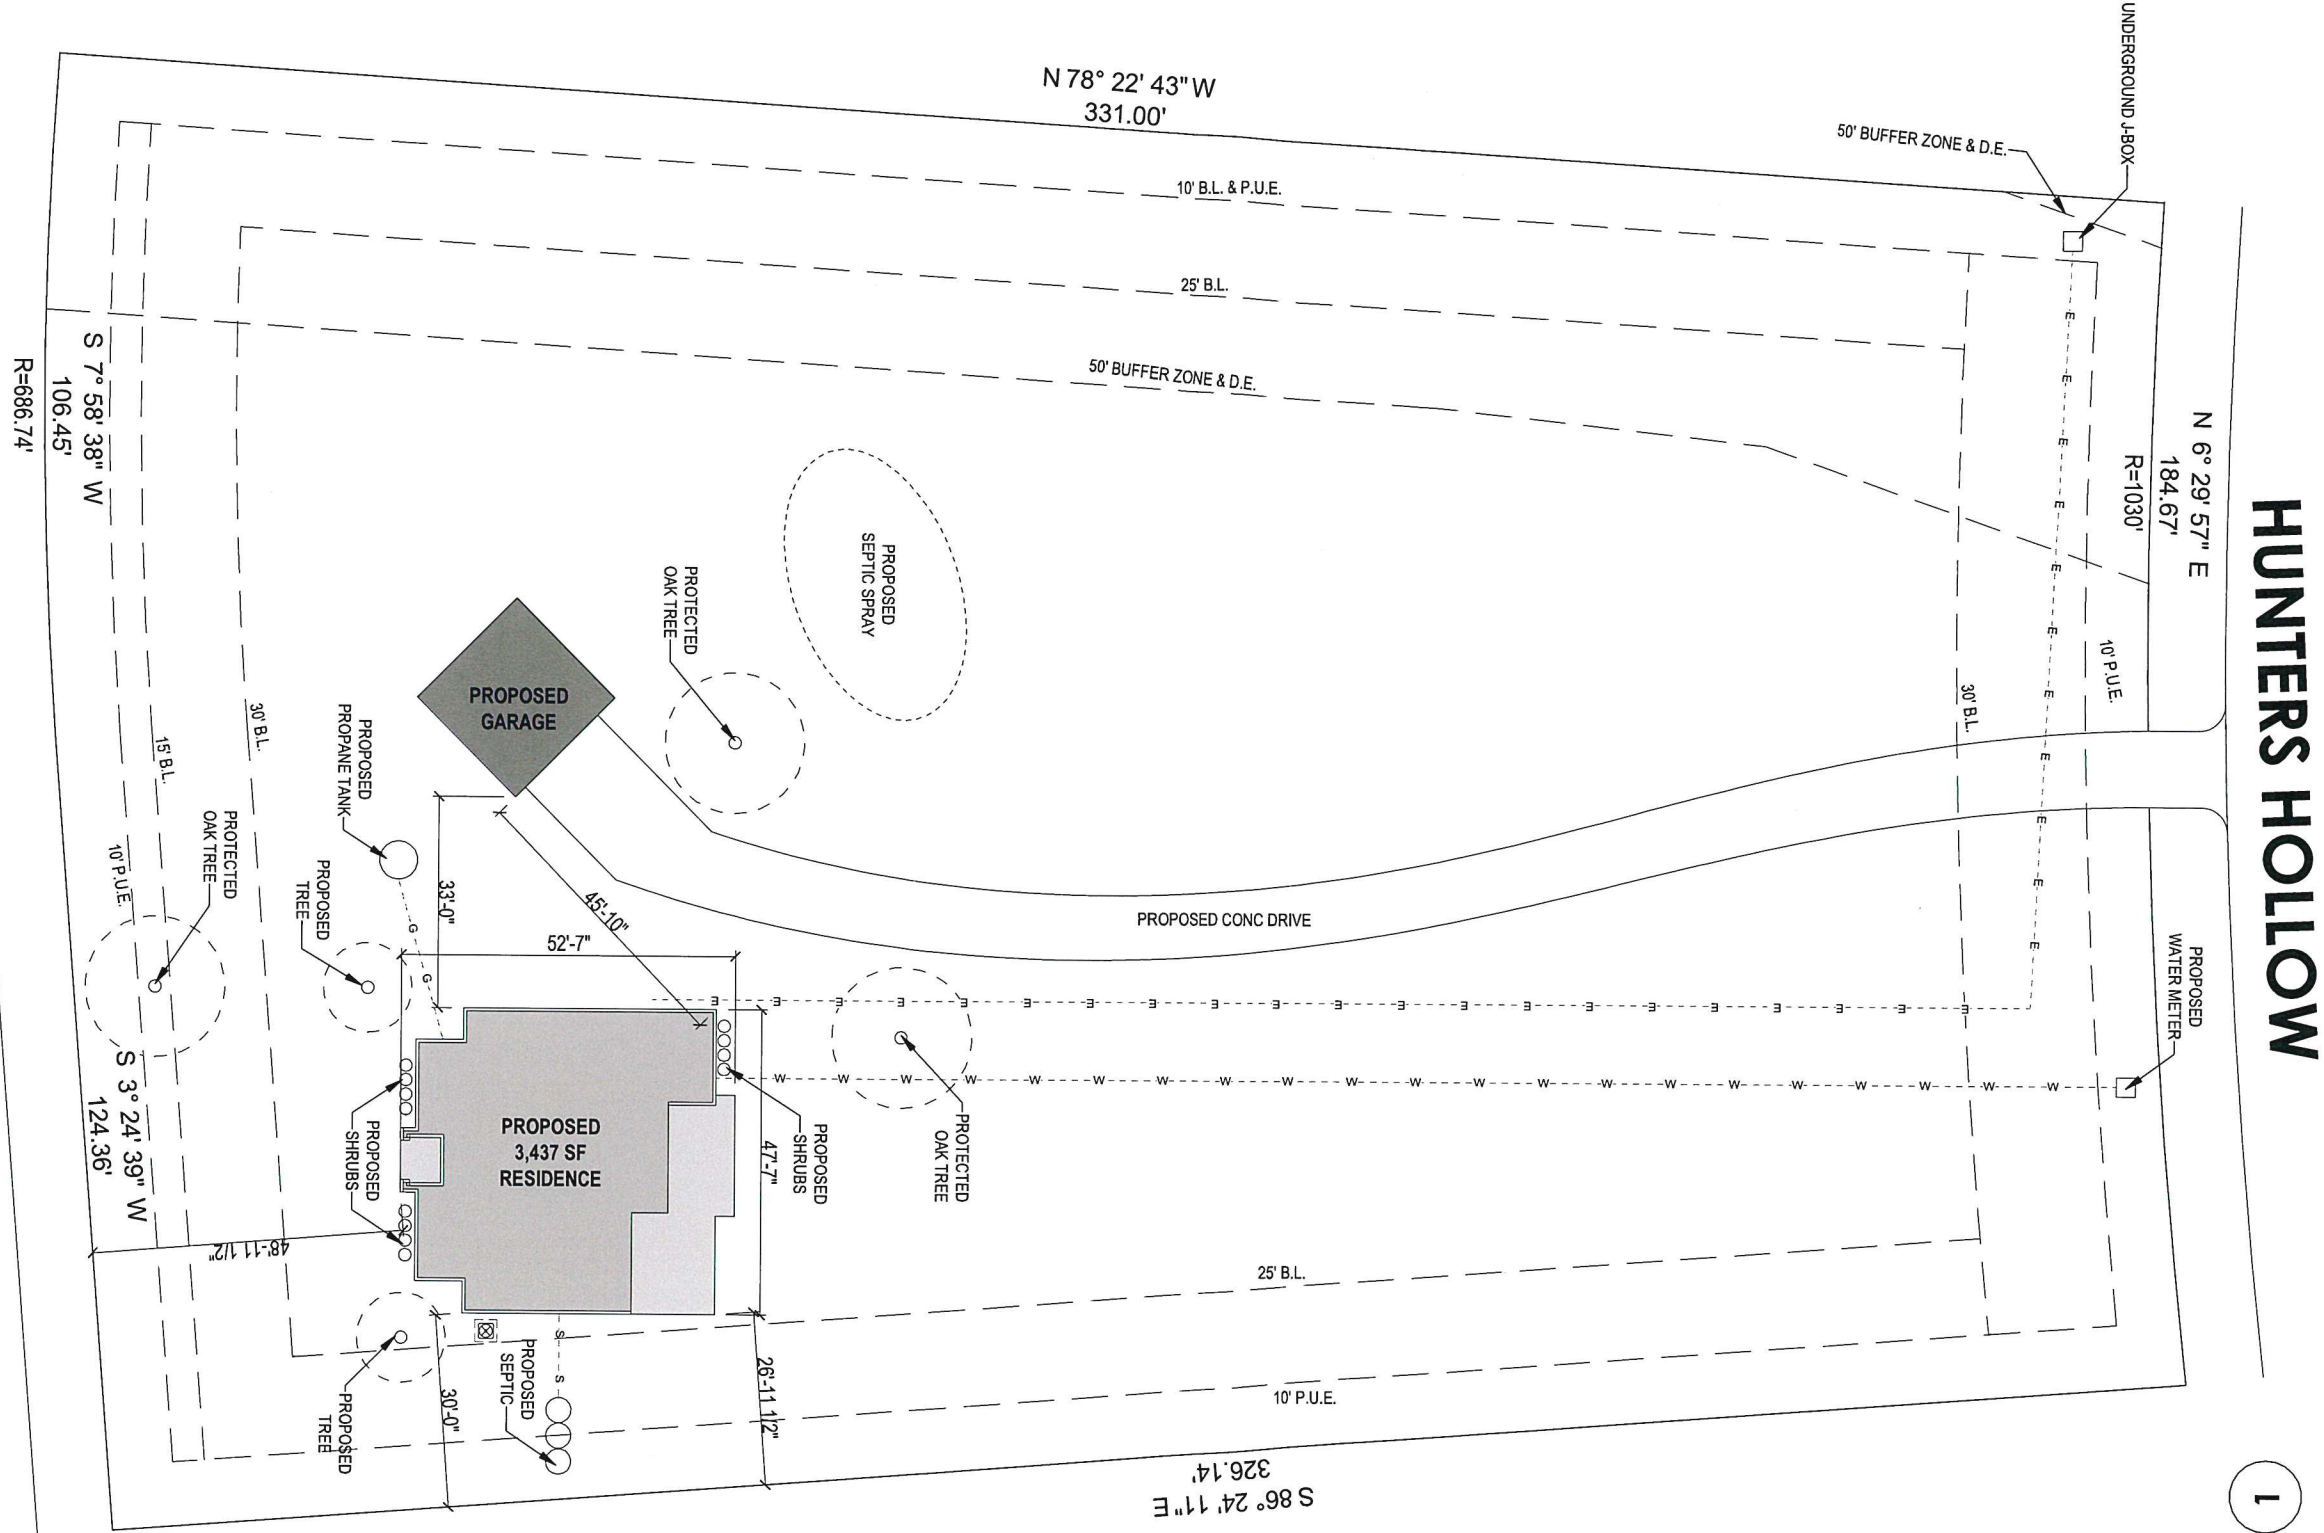 HUNTERS HOLLOW
N 78° 22' 43" W
331.00'
UNDERGROUND J-BOX
50' BUFFER ZONE & D.E.
10' B.L. & P.U.E.
25' B.L.
50' BUFFER ZONE & D.E.
N 6° 29' 57" E
184.67'
R=1030'
10' P.U.E.
30' B.L.
S 7° 58' 38" W
106.45'
R=686.74'
PROPOSED
SEPTIC SPRAY
PROTECTED
OAK TREE
PROPOSED
GARAGE
PROPOSED
PROPANE TANK
30' B.L.
15' B.L.
10' P.U.E.
PROTECTED
OAK TREE
PROPOSED
TREE
33'-0"
45'-10"
52'-7"
PROPOSED CONC DRIVE
PROPOSED
WATER METER
E E E E E E E E E E E
E E E E E E E E E E E E E E E E E E E E E
W W W W W W W W W W W W W W W W W W W W W
G G
PROPOSED
3,437 SF
RESIDENCE
47'-7"
PROPOSED
SHRUBS
PROTECTED
OAK TREE
PROPOSED
SHRUBS
S 3° 24' 39" W
124.36'
48'-11 1/2"
PROPOSED
TREE
30'-0"
PROPOSED
SEPTIC
S S
26'-11 1/2"
25' B.L.
10' P.U.E.
S 86° 24' 11" E
326.14'
1